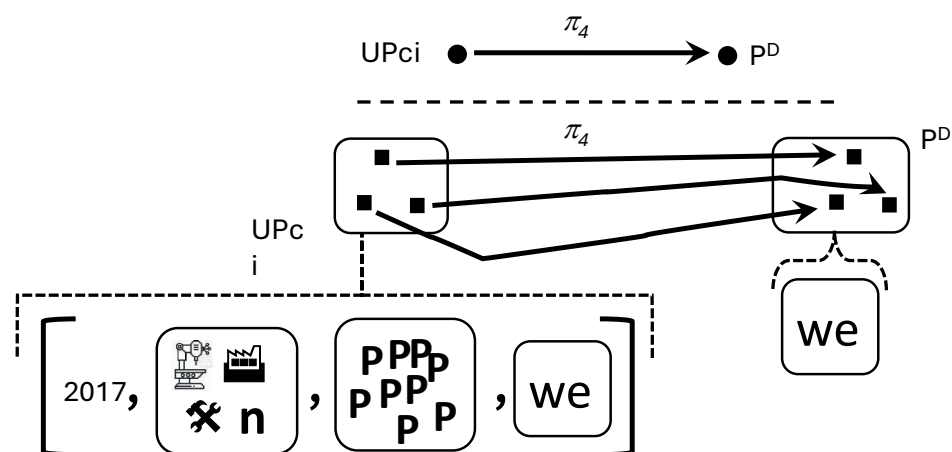 π4
UPci
P^D
π4
P^D
UPc
i
we
2017, n , P P P P P P P P P P , we